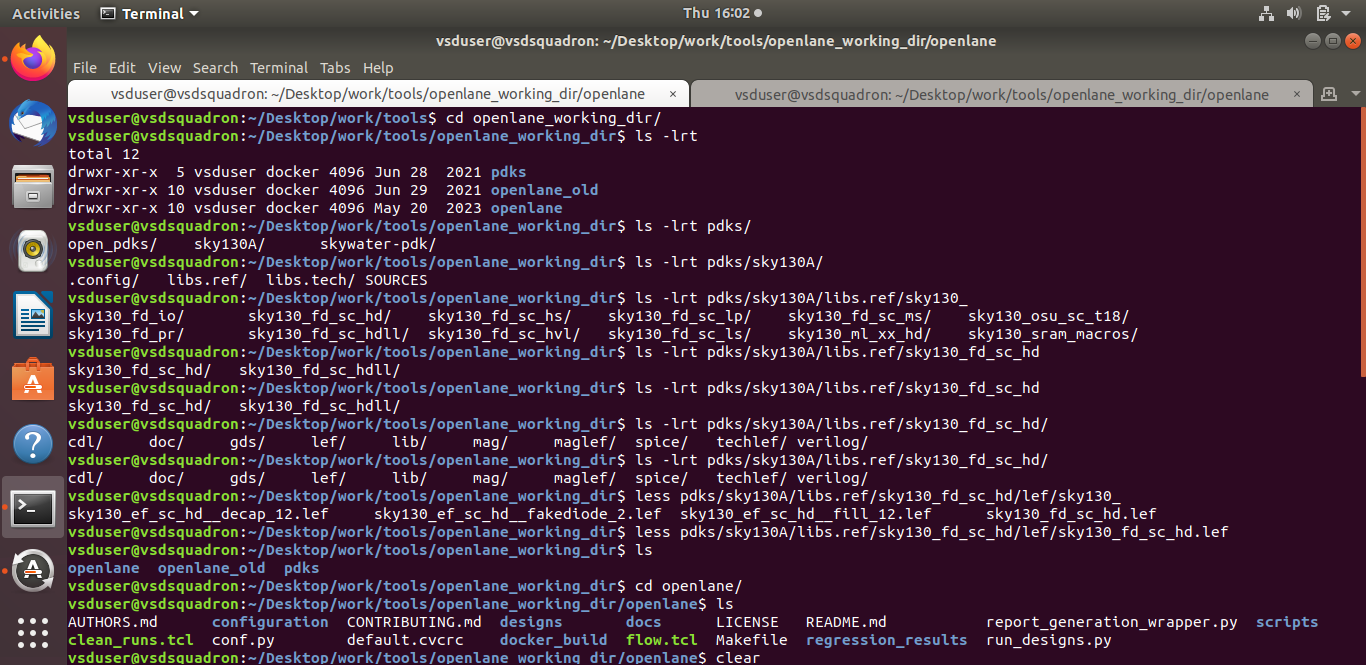 Activities Terminal Thu 16:02
vsduser@vsdsquadron: ~/Desktop/work/tools/openlane_working_dir/openlane
File Edit View Search Terminal Tabs Help
vsduser@vsdsquadron: ~/Desktop/work/tools/openlane_working_dir/openlane × vsduser@vsdsquadron: ~/Desktop/work/tools/openlane_working_dir/openlane ×
vsduser@vsdsquadron:~/Desktop/work/tools$ cd openlane_working_dir/
vsduser@vsdsquadron:~/Desktop/work/tools/openlane_working_dir$ ls -lrt
total 12
drwxr-xr-x  5 vsduser docker 4096 Jun 28  2021 pdks
drwxr-xr-x 10 vsduser docker 4096 Jun 29  2021 openlane_old
drwxr-xr-x 10 vsduser docker 4096 May 20  2023 openlane
vsduser@vsdsquadron:~/Desktop/work/tools/openlane_working_dir$ ls -lrt pdks/
open_pdks/    sky130A/      skywater-pdk/
vsduser@vsdsquadron:~/Desktop/work/tools/openlane_working_dir$ ls -lrt pdks/sky130A/
.config/   libs.ref/  libs.tech/ SOURCES
vsduser@vsdsquadron:~/Desktop/work/tools/openlane_working_dir$ ls -lrt pdks/sky130A/libs.ref/sky130_
sky130_fd_io/       sky130_fd_sc_hd/    sky130_fd_sc_hs/    sky130_fd_sc_lp/    sky130_fd_sc_ms/    sky130_osu_sc_t18/
sky130_fd_pr/       sky130_fd_sc_hdll/  sky130_fd_sc_hvl/   sky130_fd_sc_ls/    sky130_ml_xx_hd/    sky130_sram_macros/
vsduser@vsdsquadron:~/Desktop/work/tools/openlane_working_dir$ ls -lrt pdks/sky130A/libs.ref/sky130_fd_sc_hd
sky130_fd_sc_hd/   sky130_fd_sc_hdll/
vsduser@vsdsquadron:~/Desktop/work/tools/openlane_working_dir$ ls -lrt pdks/sky130A/libs.ref/sky130_fd_sc_hd
sky130_fd_sc_hd/   sky130_fd_sc_hdll/
vsduser@vsdsquadron:~/Desktop/work/tools/openlane_working_dir$ ls -lrt pdks/sky130A/libs.ref/sky130_fd_sc_hd/
cdl/     doc/     gds/     lef/     lib/     mag/     maglef/  spice/   techlef/ verilog/
vsduser@vsdsquadron:~/Desktop/work/tools/openlane_working_dir$ ls -lrt pdks/sky130A/libs.ref/sky130_fd_sc_hd/
cdl/     doc/     gds/     lef/     lib/     mag/     maglef/  spice/   techlef/ verilog/
vsduser@vsdsquadron:~/Desktop/work/tools/openlane_working_dir$ less pdks/sky130A/libs.ref/sky130_fd_sc_hd/lef/sky130_
sky130_ef_sc_hd__decap_12.lef     sky130_ef_sc_hd__fakediode_2.lef  sky130_ef_sc_hd__fill_12.lef      sky130_fd_sc_hd.lef
vsduser@vsdsquadron:~/Desktop/work/tools/openlane_working_dir$ less pdks/sky130A/libs.ref/sky130_fd_sc_hd/lef/sky130_fd_sc_hd.lef
vsduser@vsdsquadron:~/Desktop/work/tools/openlane_working_dir$ ls
openlane  openlane_old  pdks
vsduser@vsdsquadron:~/Desktop/work/tools/openlane_working_dir$ cd openlane/
vsduser@vsdsquadron:~/Desktop/work/tools/openlane_working_dir/openlane$ ls
AUTHORS.md      configuration  CONTRIBUTING.md  designs       docs      LICENSE   README.md           report_generation_wrapper.py  scripts
clean_runs.tcl  conf.py        default.cvcrc    docker_build  flow.tcl  Makefile  regression_results  run_designs.py
vsduser@vsdsquadron:~/Desktop/work/tools/openlane_working_dir/openlane$ clear